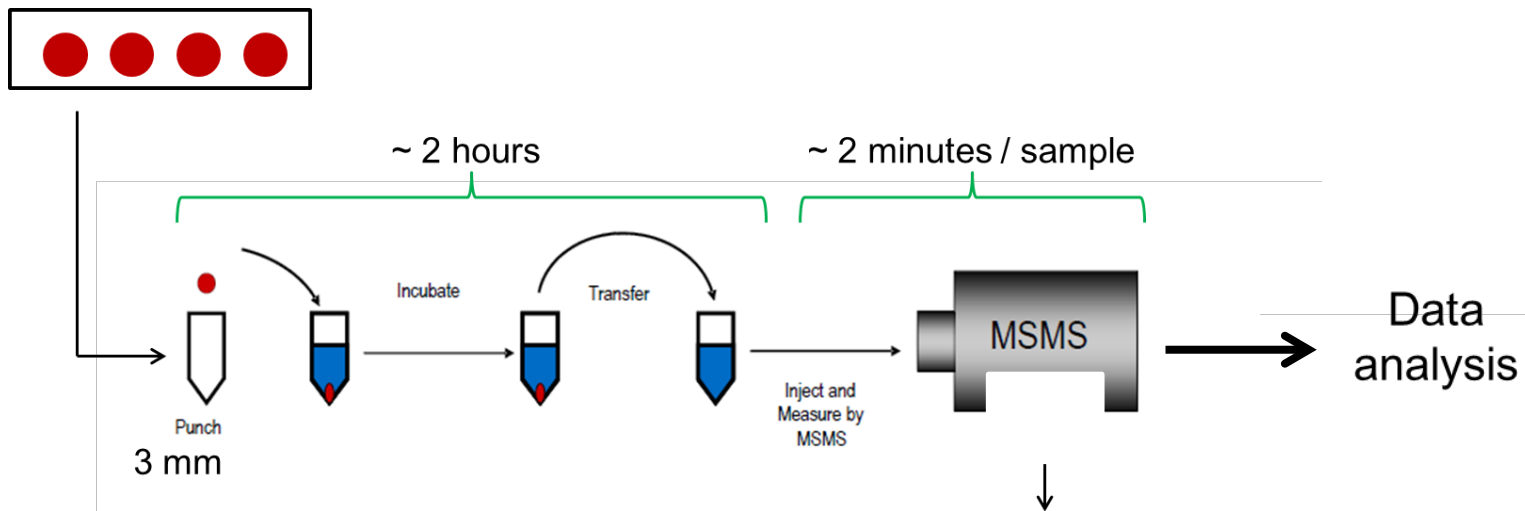 ~ 2 hours
~ 2 minutes / sample
Incubate
Transfer
MSMS
Data
analysis
Inject and
Measure by
MSMS
Punch
3 mm